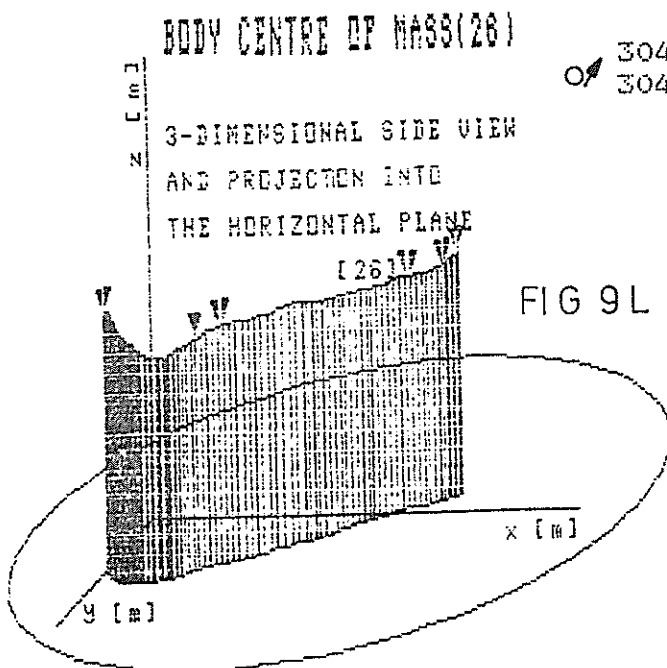 BODY CENTRE OF MASS(26)
304
304
z [m]
3-DIMENSIONAL SIDE VIEW
AND PROJECTION INTO
THE HORIZONTAL PLANE
[26]
FIG 9L
x [m]
y [m]